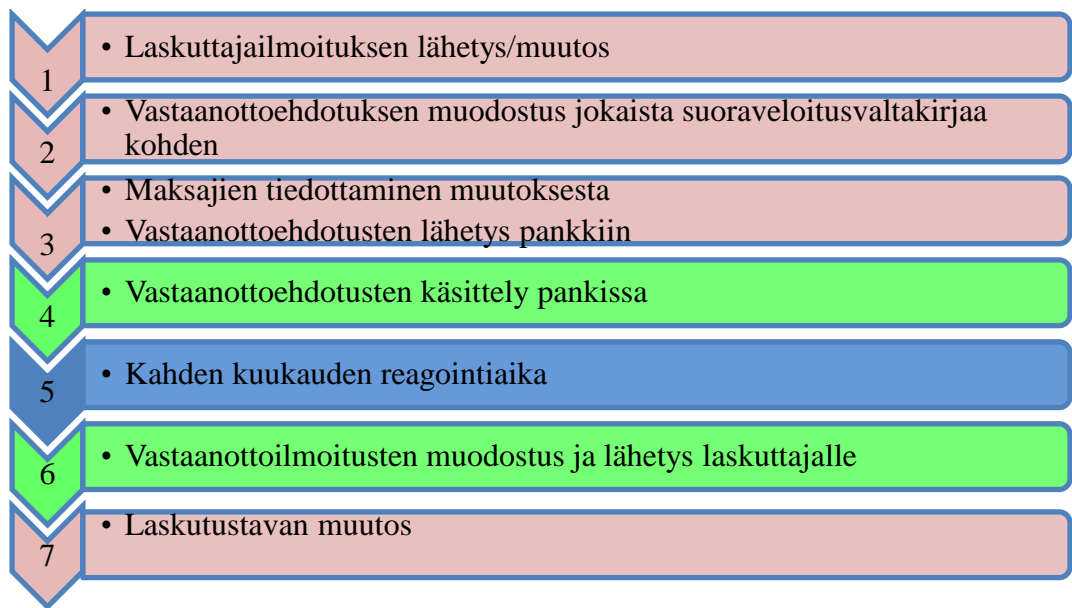 1
• Laskuttajailmoituksen lähetys/muutos
2
• Vastaanottoehdotuksen muodostus jokaista suoraveloitusvaltakirjaa
kohden
3
• Maksajien tiedottaminen muutoksesta
• Vastaanottoehdotusten lähetys pankkiin
4
• Vastaanottoehdotusten käsittely pankissa
5
• Kahden kuukauden reagointiaika
6
• Vastaanottoilmoitusten muodostus ja lähetys laskuttajalle
7
• Laskutustavan muutos